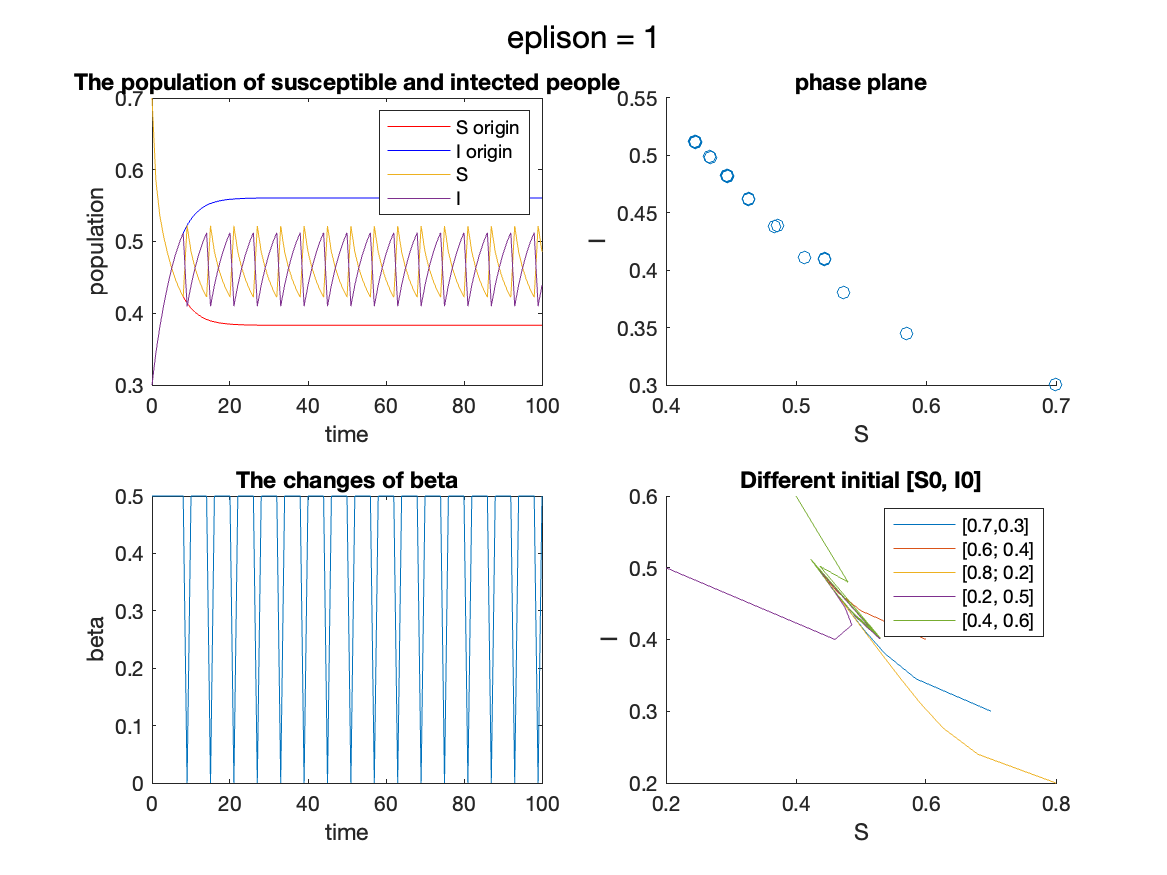 eplison = 1
The population of susceptible and intected people
0.7
0.6
0.5
0.4
0.3
population
0
20
40
60
80
100
time
S origin
I origin
S
I
phase plane
0.55
0.5
0.45
0.4
0.35
0.3
I
0.4
0.5
0.6
0.7
S
The changes of beta
0.5
0.4
0.3
0.2
0.1
0
beta
0
20
40
60
80
100
time
Different initial [S0, I0]
0.6
0.5
0.4
0.3
0.2
I
0.2
0.4
0.6
0.8
S
[0.7,0.3]
[0.6; 0.4]
[0.8; 0.2]
[0.2, 0.5]
[0.4, 0.6]